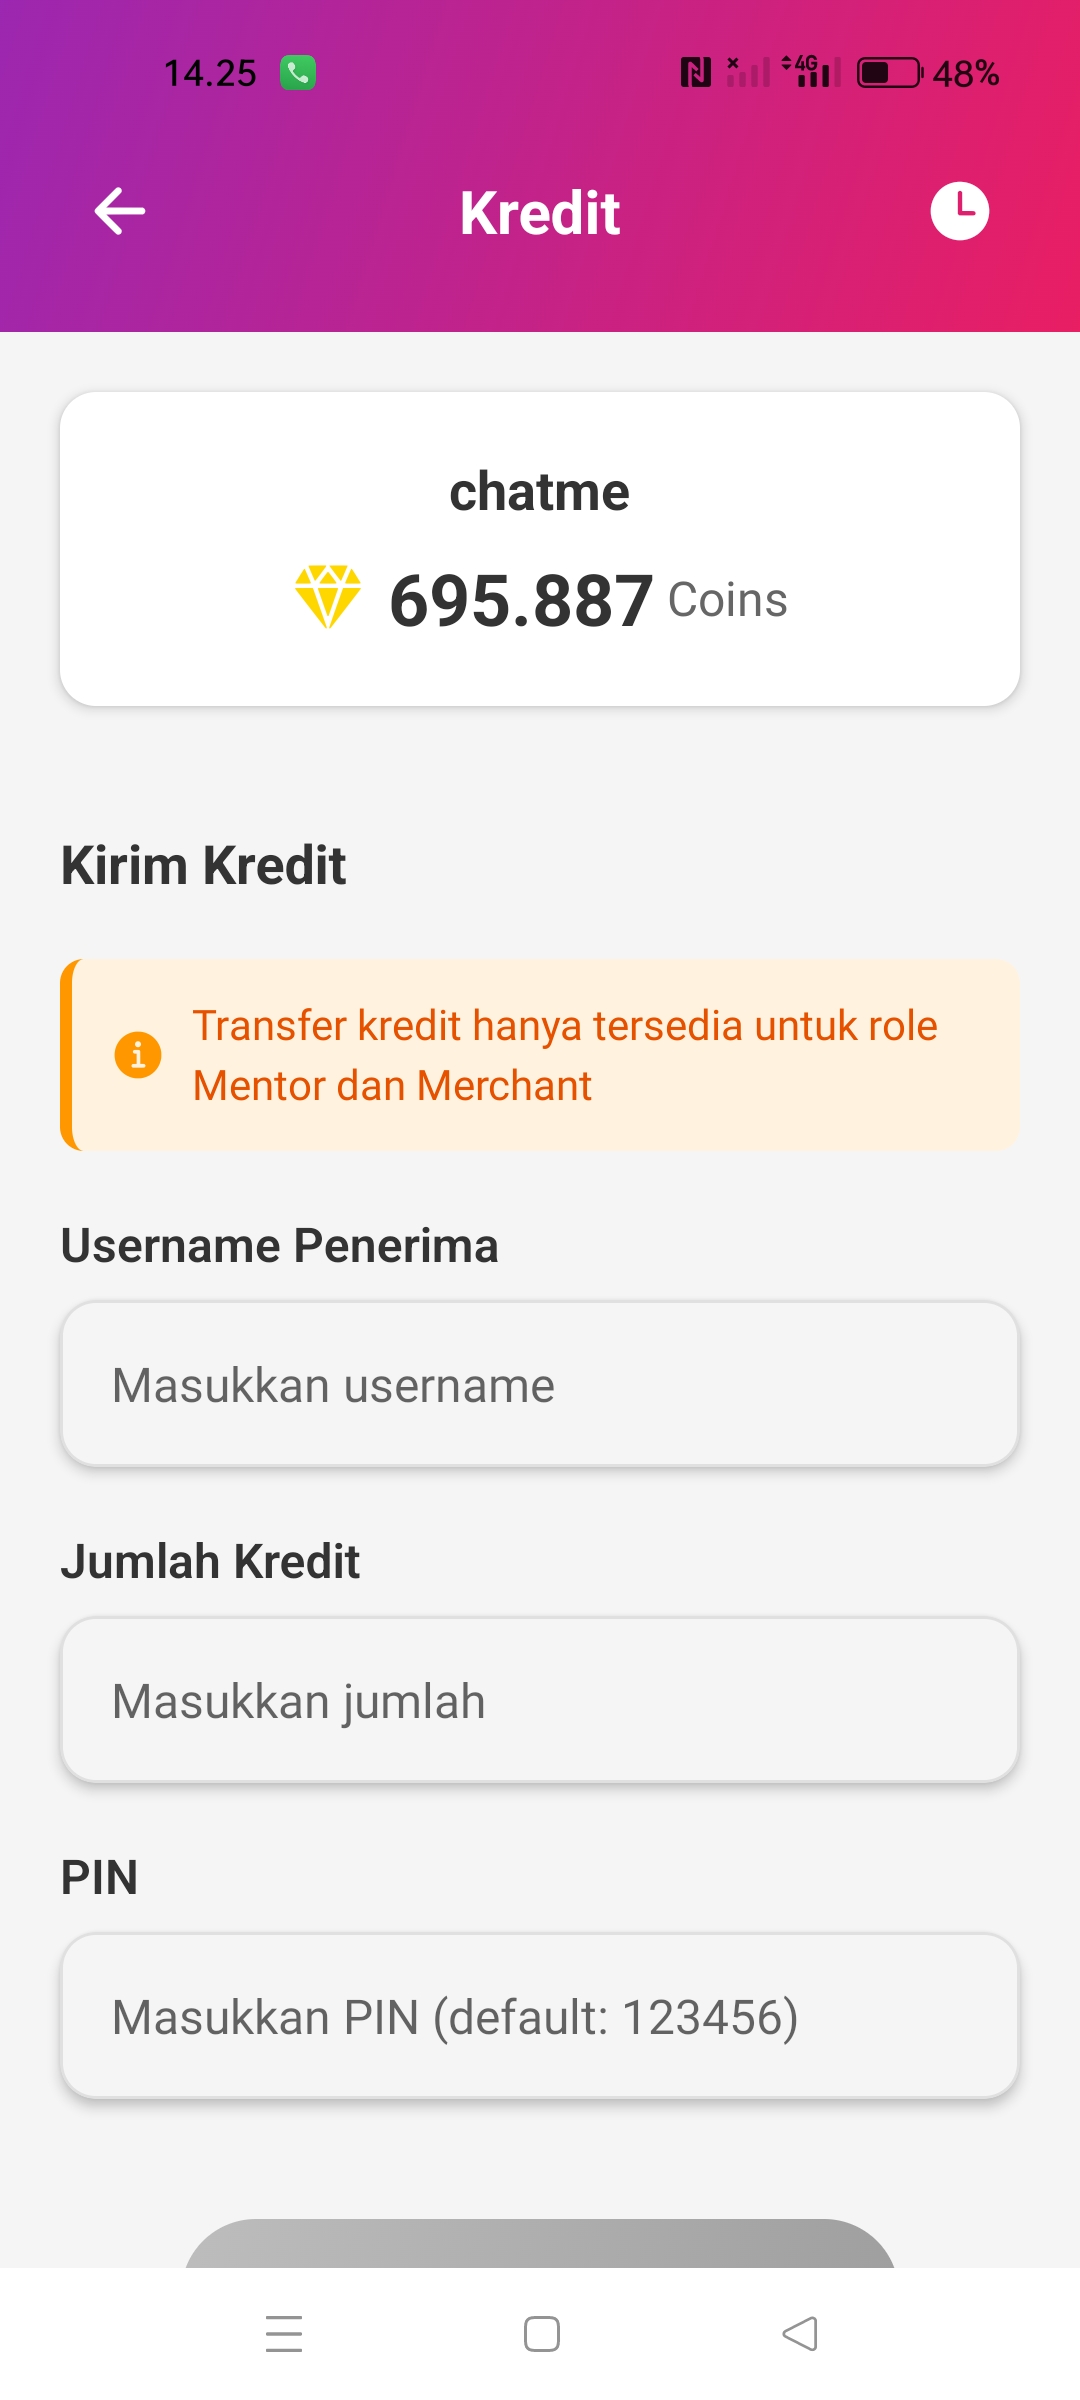 14.25
4G
48%
Kredit
chatme
695.887 Coins
Kirim Kredit
Transfer kredit hanya tersedia untuk role
Mentor dan Merchant
Username Penerima
Masukkan username
Jumlah Kredit
Masukkan jumlah
PIN
Masukkan PIN (default: 123456)